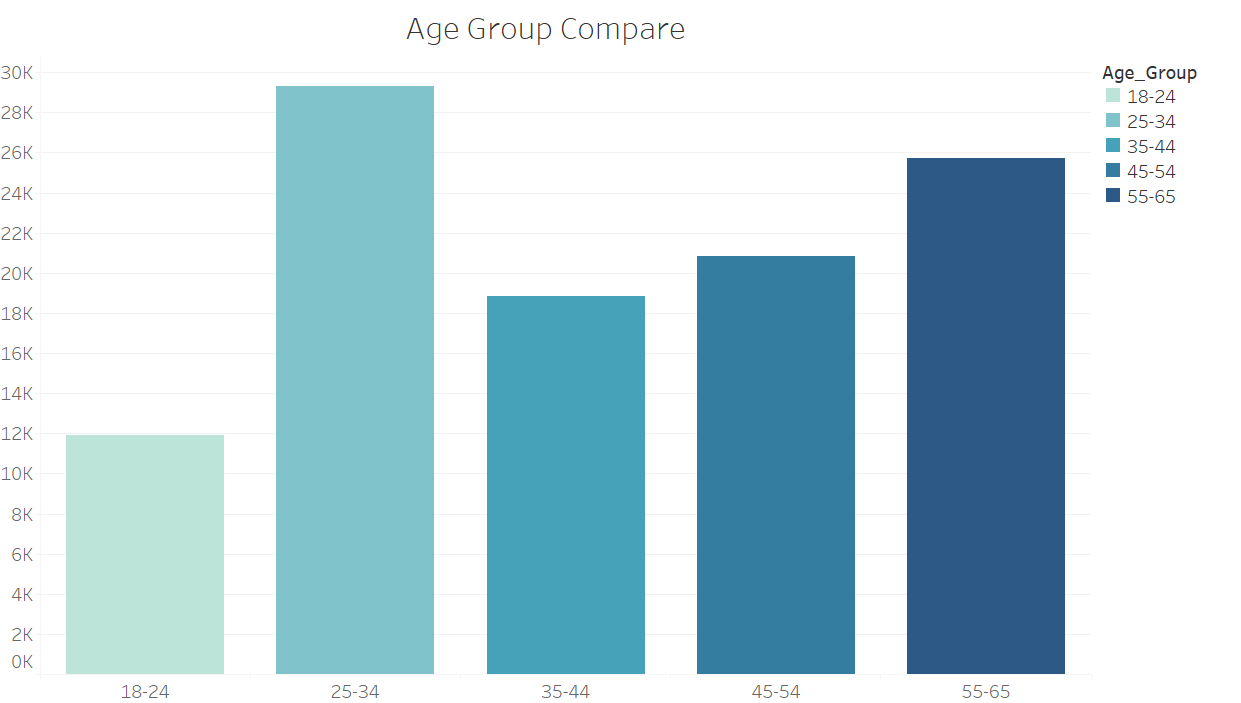 Age Group Compare
30K
28K
26K
24K
22K
20K
18K
16K
14K
12K
10K
8K
6K
4K
2K
0K
18-24 25-34 35-44 45-54 55-65
Age_Group
18-24
25-34
35-44
45-54
55-65